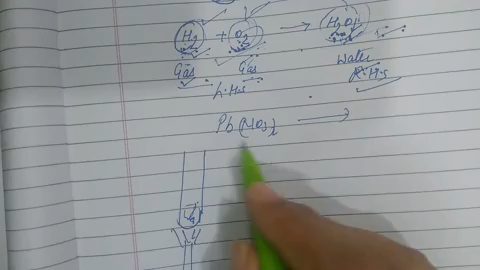 H₂ + O₂ → H₂O
Gas Gas Water
L.H.S R.H.S
Pb(NO₃)₂ →